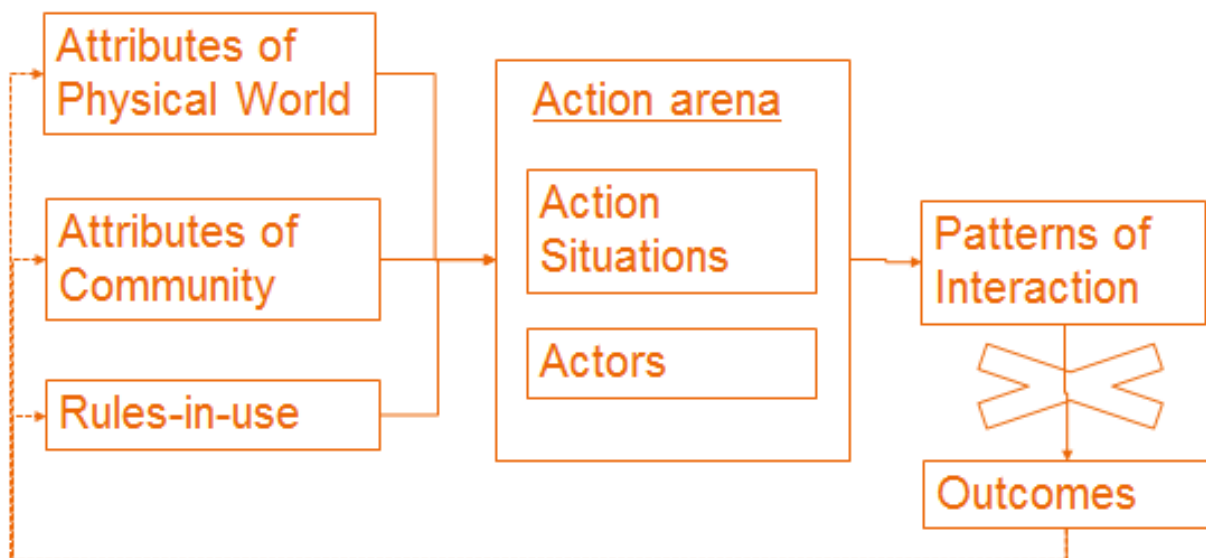 Attributes of
Physical World
Attributes of
Community
Rules-in-use
Action arena
Action
Situations
Actors
Patterns of
Interaction
Outcomes